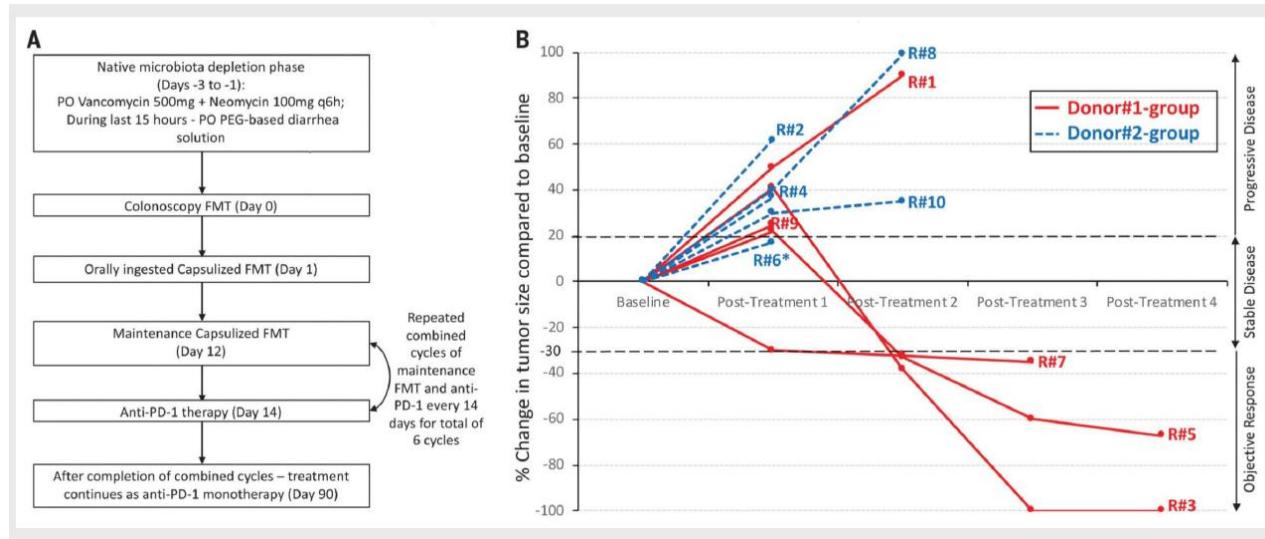 A
Native microbiota depletion phase
(Days -3 to -1):
PO Vancomycin 500mg + Neomycin 100mg q6h;
During last 15 hours - PO PEG-based diarrhea
solution
Colonoscopy FMT (Day 0)
Orally ingested Capsulized FMT (Day 1)
Maintenance Capsulized FMT
(Day 12)
Anti-PD-1 therapy (Day 14)
After completion of combined cycles – treatment
continues as anti-PD-1 monotherapy (Day 90)
Repeated
combined
cycles of
maintenance
FMT and anti-
PD-1 every 14
days for total of
6 cycles
B
% Change in tumor size compared to baseline
100
80
60
40
20
0
-20
-30
-40
-60
-80
-100
Baseline
Post-Treatment 1
Post-Treatment 2
Post-Treatment 3
Post-Treatment 4
R#8
R#1
R#2
R#4
R#10
R#9
R#6*
R#7
R#5
R#3
Donor#1-group
Donor#2-group
Progressive Disease
Stable Disease
Objective Response